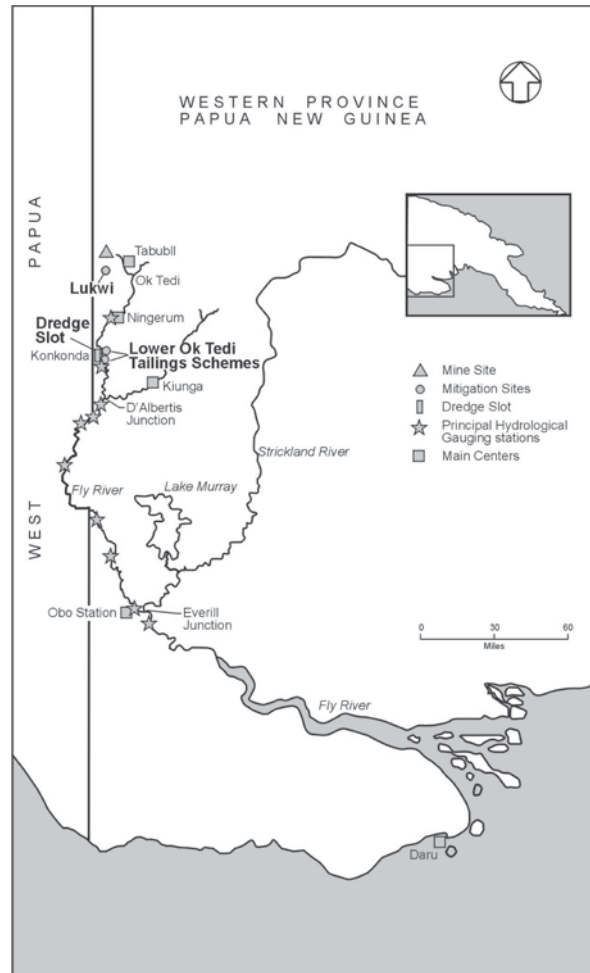 WESTERN PROVINCE
PAPUA NEW GUINEA
PAPUA
WEST
Tabubll
Ok Tedi
Lukwi
Ningerum
Dredge
Slot
Konkonda
Lower Ok Tedi
Tailings Schemes
Kiunga
D'Albertis
Junction
Strickland River
Lake Murray
Fly River
Obo Station
Everill
Junction
Fly River
Daru
Mine Site
Mitigation Sites
Dredge Slot
Principal Hydrological
Gauging stations
Main Centers
0 30 60
Miles